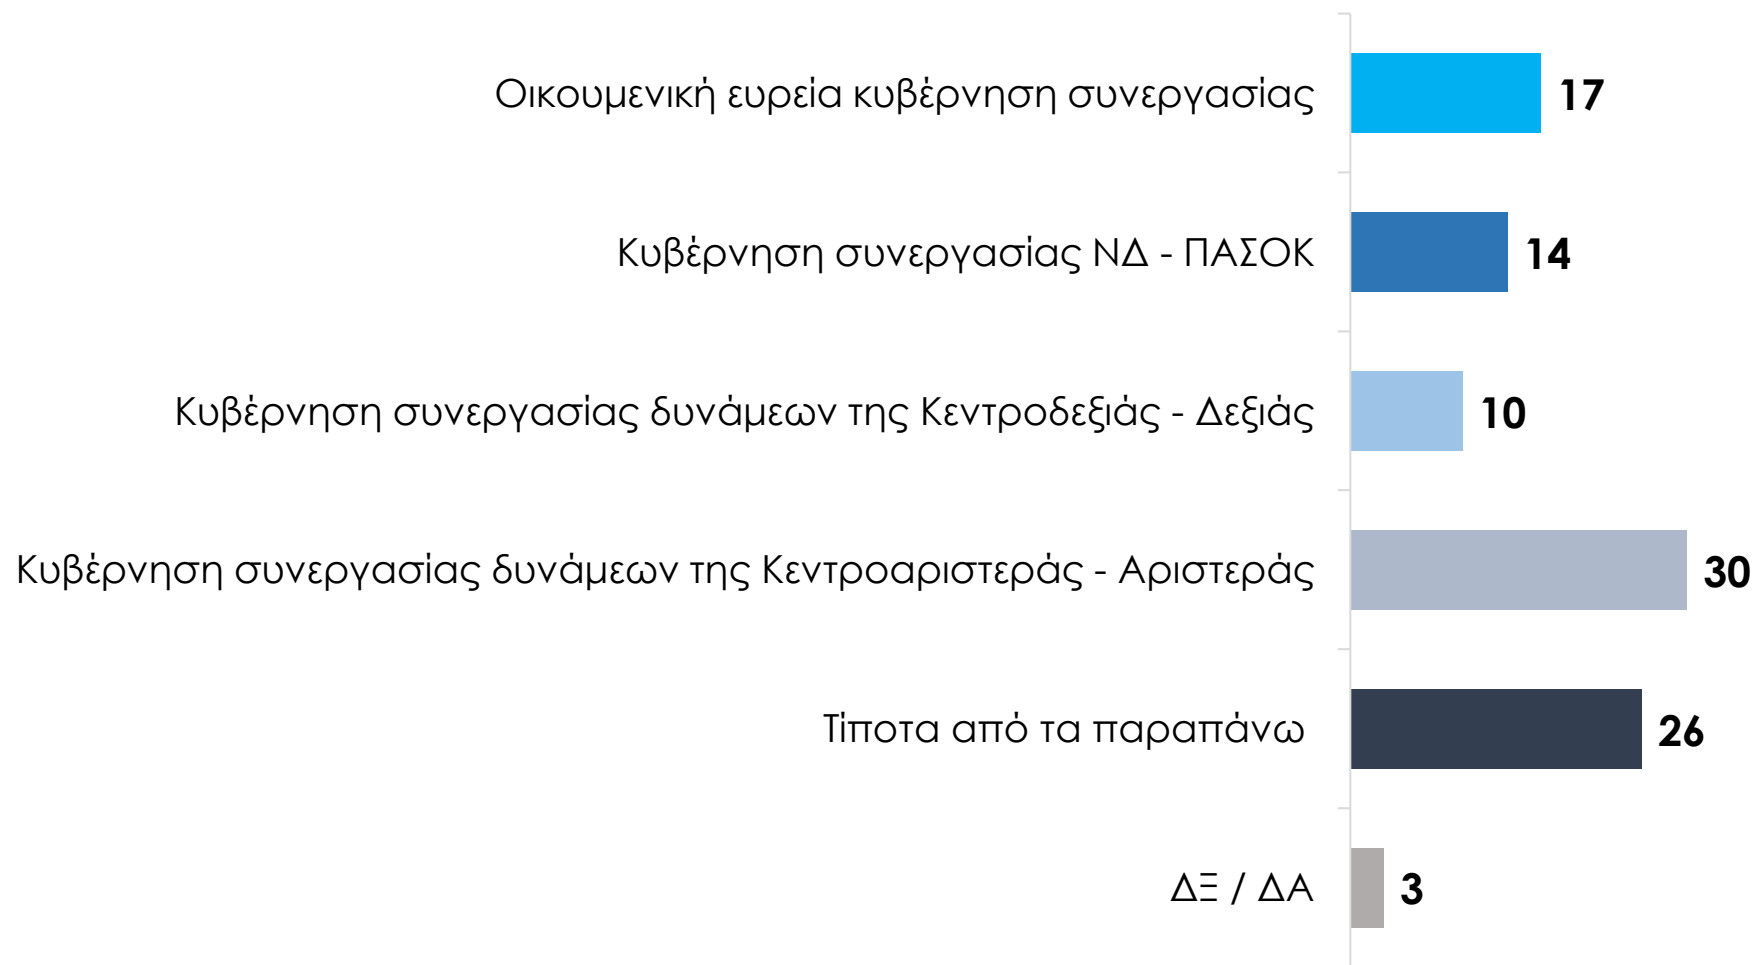 Οικουμενική ευρεία κυβέρνηση συνεργασίας 17
Κυβέρνηση συνεργασίας ΝΔ - ΠΑΣΟΚ 14
Κυβέρνηση συνεργασίας δυνάμεων της Κεντροδεξιάς - Δεξιάς 10
Κυβέρνηση συνεργασίας δυνάμεων της Κεντροαριστεράς - Αριστεράς 30
Τίποτα από τα παραπάνω 26
ΔΞ / ΔΑ 3